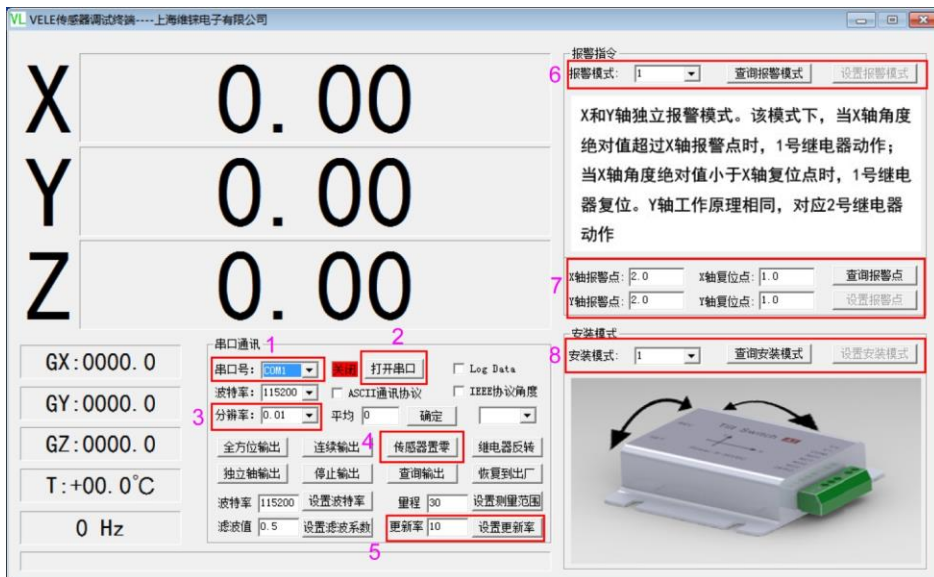 VL VELE传感器调试终端----上海维铼电子有限公司
X 0.00
Y 0.00
Z 0.00
GX:0000.0
GY:0000.0
GZ:0000.0
T:+00.0℃
0 Hz
串口通讯 1 2
串口号: COM1 关闭 打开串口 Log Data
波特率: 115200 ASCII通讯协议 IEEE协议角度
3 分辨率: 0.01 平均 0 确定
4
全方位输出 连续输出 传感器置零 继电器反转
独立轴输出 停止输出 查询输出 恢复到出厂
波特率 115200 设置波特率 量程 30 设置测量范围
滤波值 0.5 设置滤波系数 更新率 10 设置更新率
5
报警指令
6 报警模式: 1 查询报警模式 设置报警模式
X和Y轴独立报警模式。该模式下，当X轴角度
绝对值超过X轴报警点时，1号继电器动作；
当X轴角度绝对值小于X轴复位点时，1号继电
器复位。Y轴工作原理相同，对应2号继电器
动作
7
X轴报警点: 2.0 X轴复位点: 1.0 查询报警点
Y轴报警点: 2.0 Y轴复位点: 1.0 设置报警点
安装模式
8 安装模式: 1 查询安装模式 设置安装模式
Tilt Switch